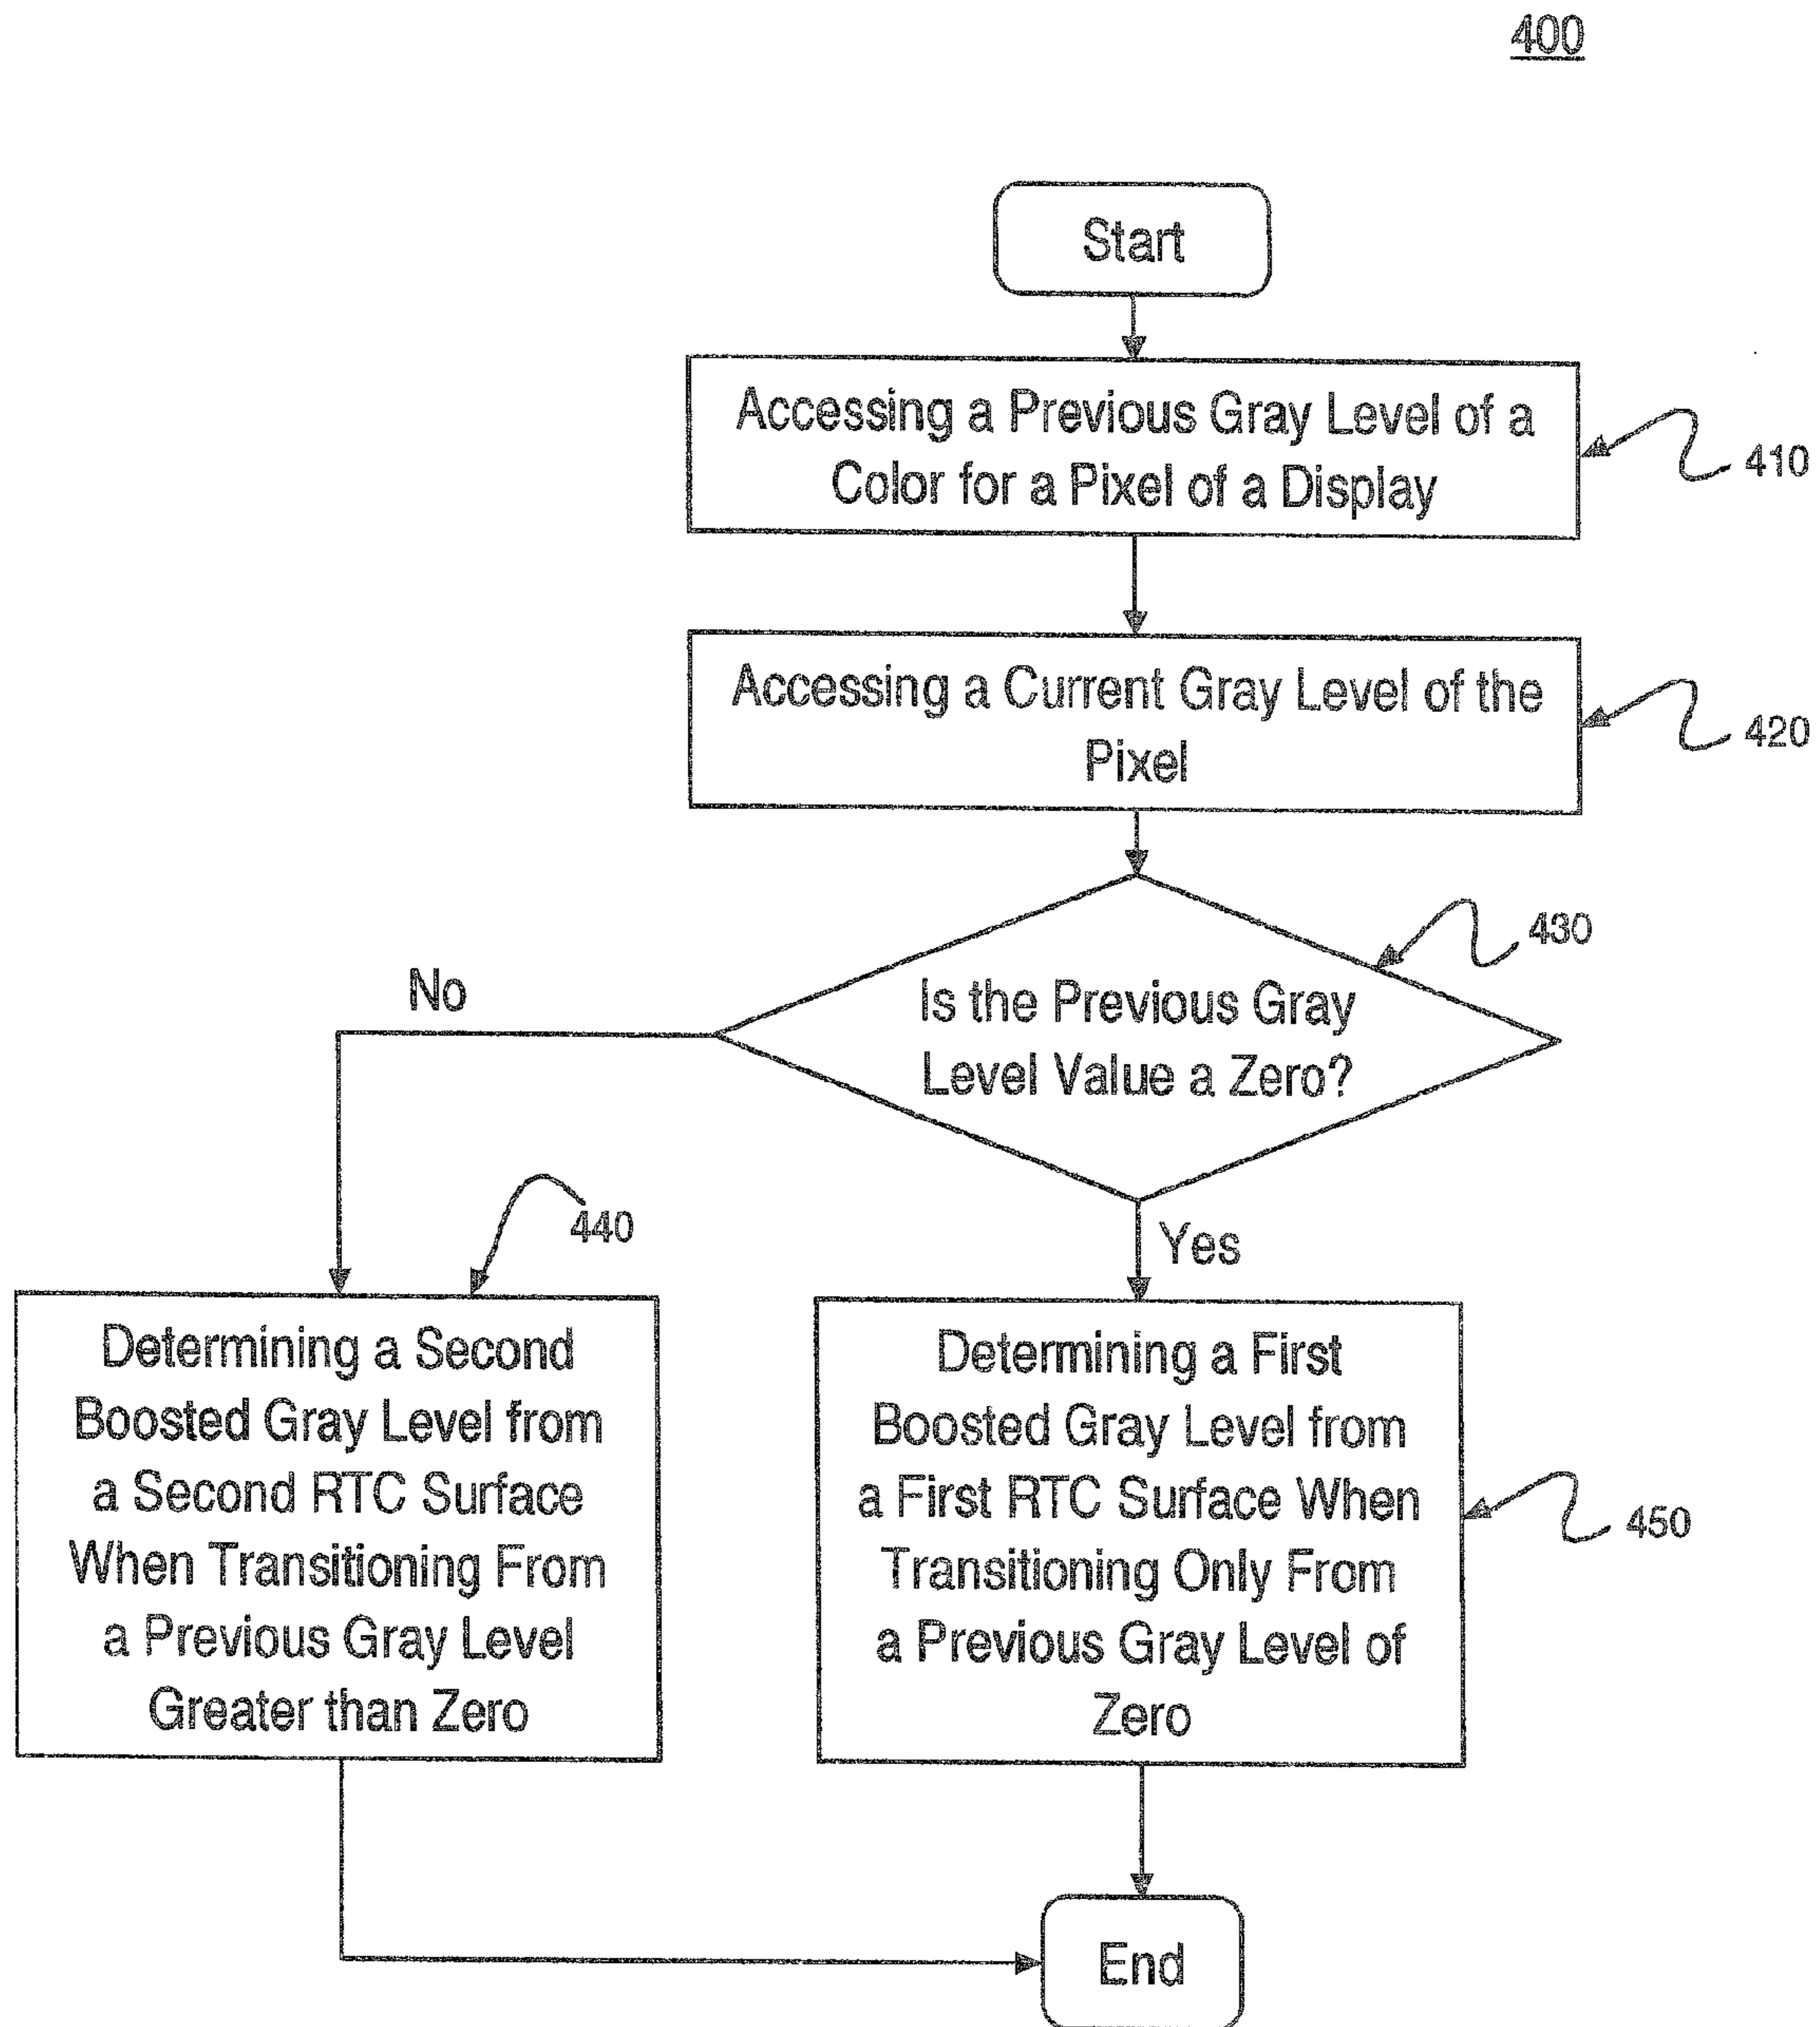 400
Start
Accessing a Previous Gray Level of a
Color for a Pixel of a Display
410
Accessing a Current Gray Level of the
Pixel
420
430
Is the Previous Gray
Level Value a Zero?
No
Yes
440
Determining a Second
Boosted Gray Level from
a Second RTC Surface
When Transitioning From
a Previous Gray Level
Greater than Zero
Determining a First
Boosted Gray Level from
a First RTC Surface When
Transitioning Only From
a Previous Gray Level of
Zero
450
End